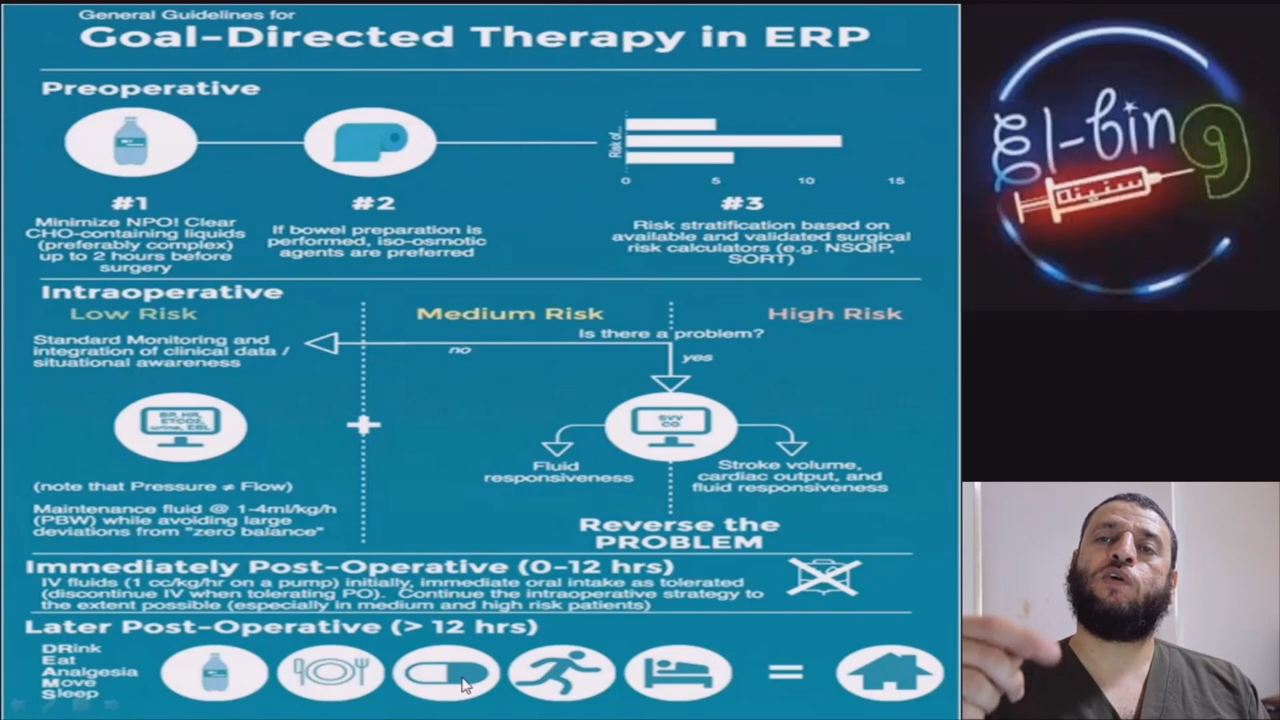 General Guidelines for
Goal-Directed Therapy in ERP
Preoperative
Risk of...
0 5 10 15
#1
Minimize NPO! Clear
CHO-containing liquids
(preferably complex)
up to 2 hours before
surgery
#2
If bowel preparation is
performed, iso-osmotic
agents are preferred
#3
Risk stratification based on
available and validated surgical
risk calculators (e.g. NSQIP,
SORT)
Intraoperative
Low Risk
Medium Risk
High Risk
Standard Monitoring and
integration of clinical data /
situational awareness
Is there a problem?
no
yes
BP, HR,
ETCO2,
urine, EBL
+
SVV
CO
Fluid
responsiveness
Stroke volume,
cardiac output, and
fluid responsiveness
(note that Pressure ≠ Flow)
Maintenance fluid @ 1-4ml/kg/h
(PBW) while avoiding large
deviations from "zero balance"
Reverse the
PROBLEM
Immediately Post-Operative (0-12 hrs)
IV fluids (1 cc/kg/hr on a pump) initially, immediate oral intake as tolerated
(discontinue IV when tolerating PO). Continue the intraoperative strategy to
the extent possible (especially in medium and high risk patients)
Later Post-Operative (> 12 hrs)
DRink
Eat
Analgesia
Move
Sleep
=
El-bing
سنينه